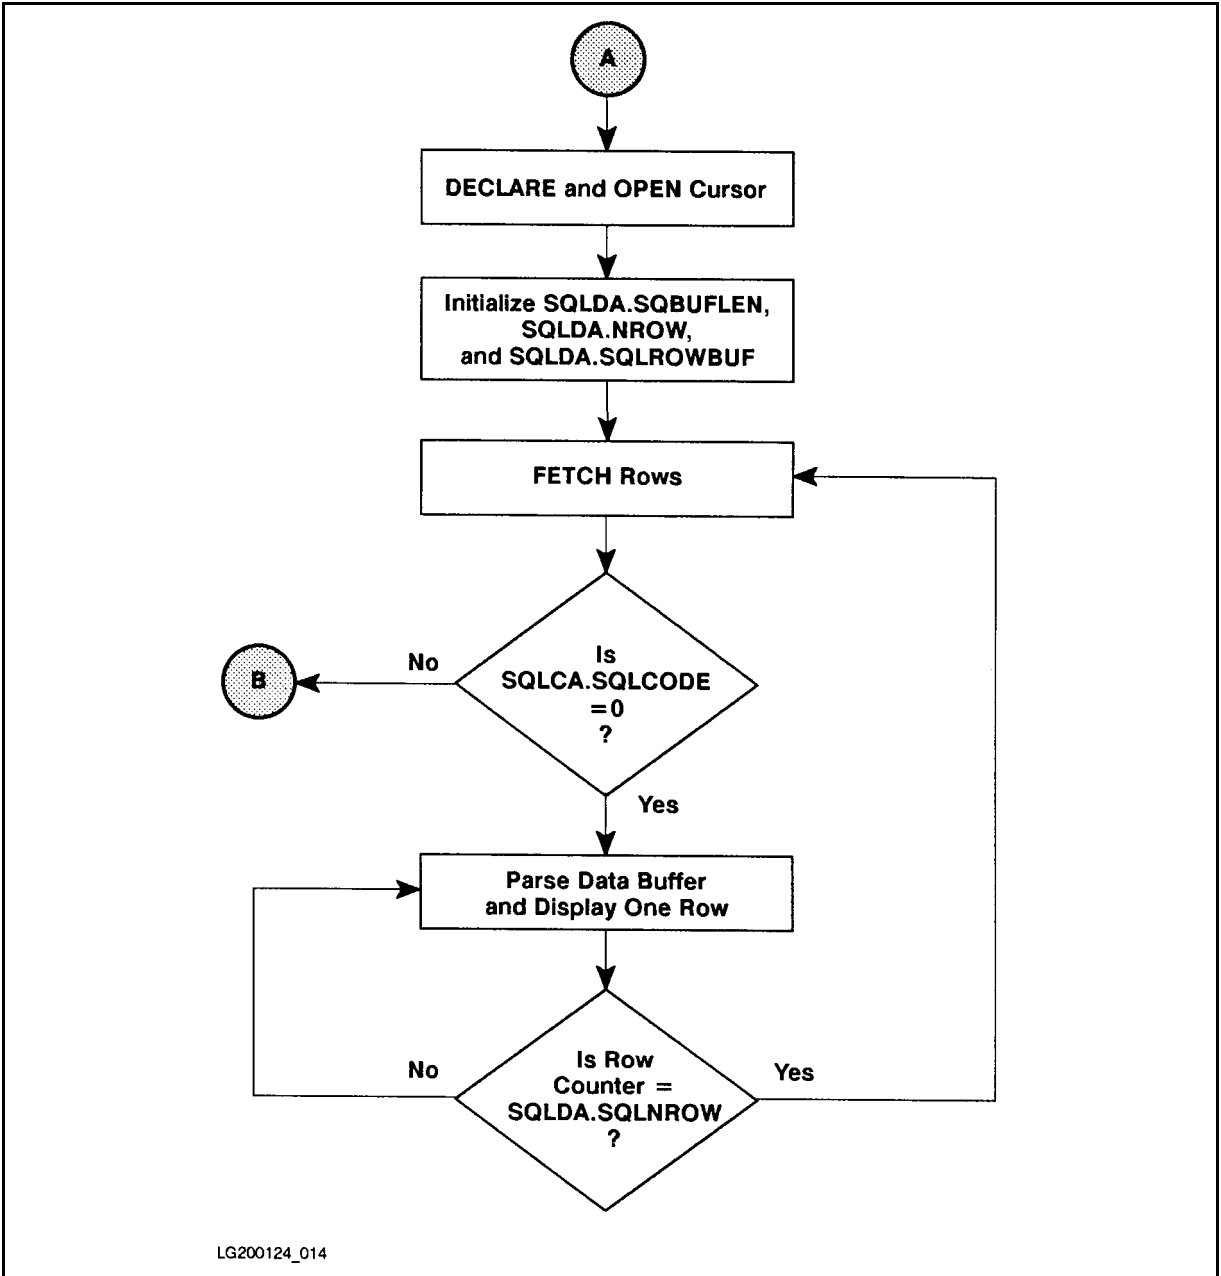 A
DECLARE and OPEN Cursor
Initialize SQLDA.SQBUFLEN,
SQLDA.NROW,
and SQLDA.SQLROWBUF
FETCH Rows
Is
SQLCA.SQLCODE
=0
?
No
B
Yes
Parse Data Buffer
and Display One Row
Is Row
Counter =
SQLDA.SQLNROW
?
No
Yes
LG200124_014